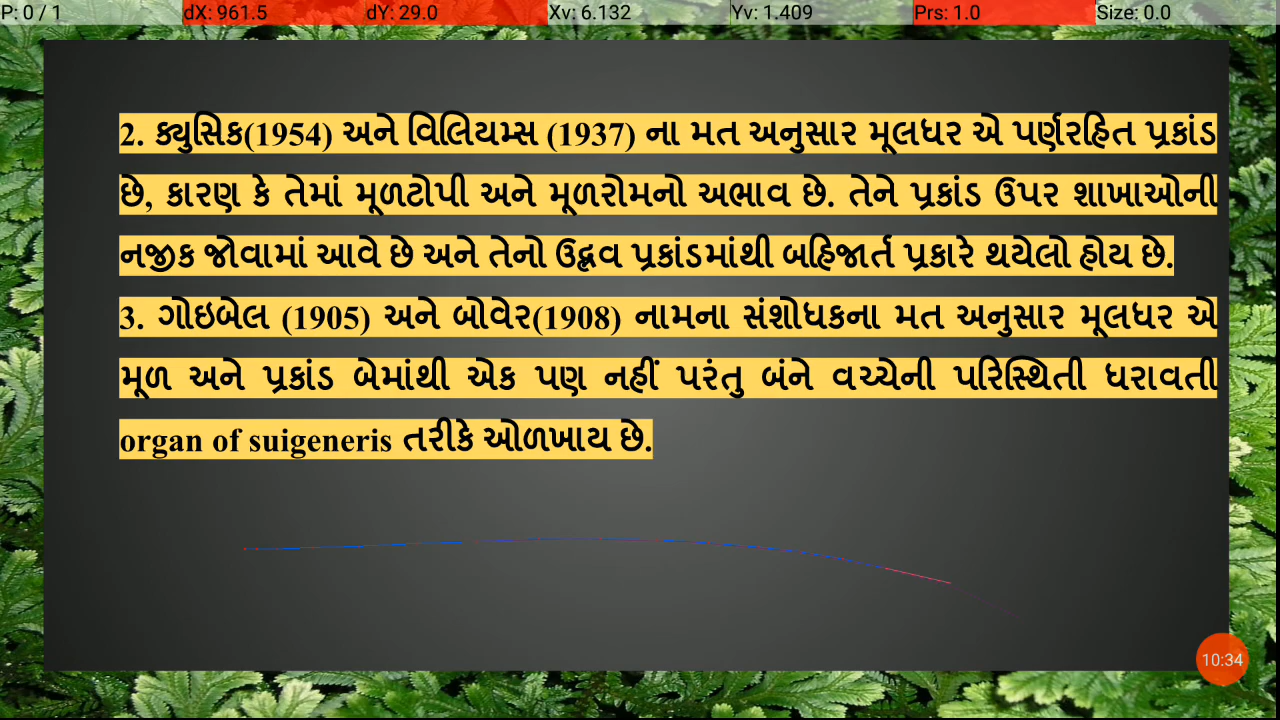 P: 0 / 1 dX: 961.5 dY: 29.0 Xv: 6.132 Yv: 1.409 Prs: 1.0 Size: 0.0
2. ક્યુસિક(1954) અને વિલિયમ્સ (1937) ના મત અનુસાર મૂલધર એ પર્ણરહિત પ્રકાંડ
છે, કારણ કે તેમાં મૂળટોપી અને મૂળરોમનો અભાવ છે. તેને પ્રકાંડ ઉપર શાખાઓની
નજીક જોવામાં આવે છે અને તેનો ઉદ્ભવ પ્રકાંડમાંથી બહિજાર્ત પ્રકારે થયેલો હોય છે.
3. ગોઇબેલ (1905) અને બોવેર(1908) નામના સંશોધકના મત અનુસાર મૂલધર એ
મૂળ અને પ્રકાંડ બેમાંથી એક પણ નહીં પરંતુ બંને વચ્ચેની પરિસ્થિતી ધરાવતી
organ of suigeneris તરીકે ઓળખાય છે.
10:34